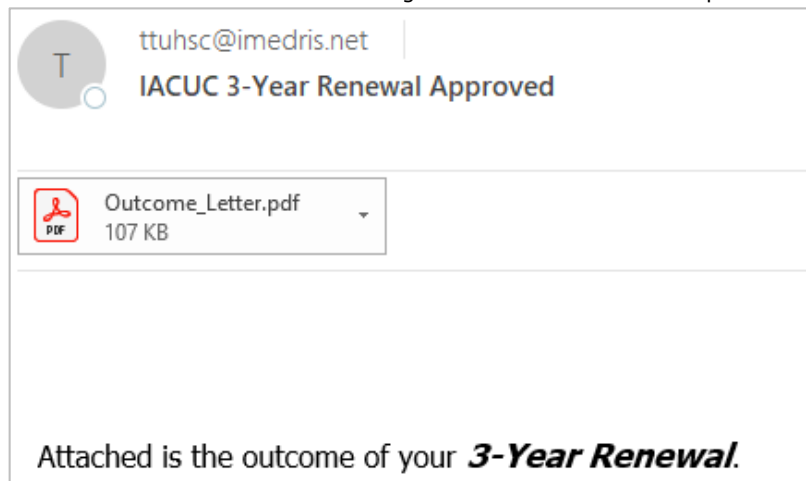 T
ttuhsc@imedris.net
IACUC 3-Year Renewal Approved
Outcome_Letter.pdf
PDF
107 KB
Attached is the outcome of your 3-Year Renewal.